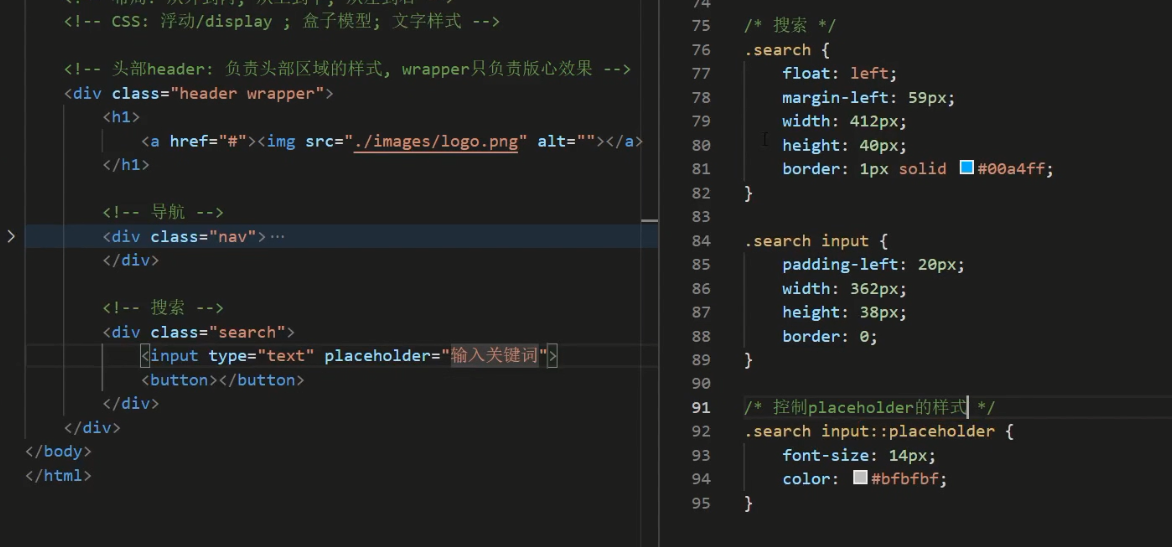 <!-- CSS: 浮动/display ; 盒子模型; 文字样式 -->
<!-- 头部header: 负责头部区域的样式, wrapper只负责版心效果 -->
<div class="header wrapper">
<h1>
<a href="#"><img src="./images/logo.png" alt=""></a>
</h1>
<!-- 导航 -->
<div class="nav">···
</div>
<!-- 搜索 -->
<div class="search">
<input type="text" placeholder="输入关键词">
<button></button>
</div>
</div>
</body>
</html>
74
75 /* 搜索 */
76 .search {
77 float: left;
78 margin-left: 59px;
79 width: 412px;
80 height: 40px;
81 border: 1px solid #00a4ff;
82 }
83
84 .search input {
85 padding-left: 20px;
86 width: 362px;
87 height: 38px;
88 border: 0;
89 }
90
91 /* 控制placeholder的样式 */
92 .search input::placeholder {
93 font-size: 14px;
94 color: #bfbfbf;
95 }